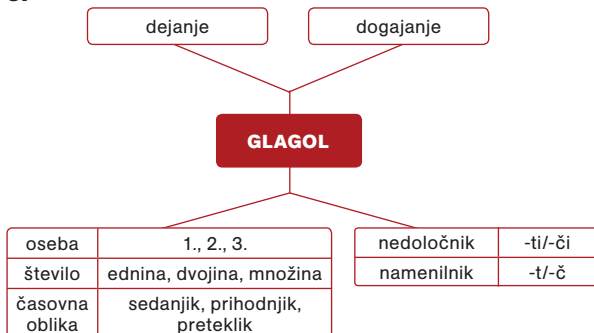 dejanje
dogajanje
GLAGOL
oseba 1., 2., 3.
število ednina, dvojina, množina
časovna sedanjik, prihodnjik,
oblika preteklik
nedoločnik -ti/-či
namenilnik -t/-č